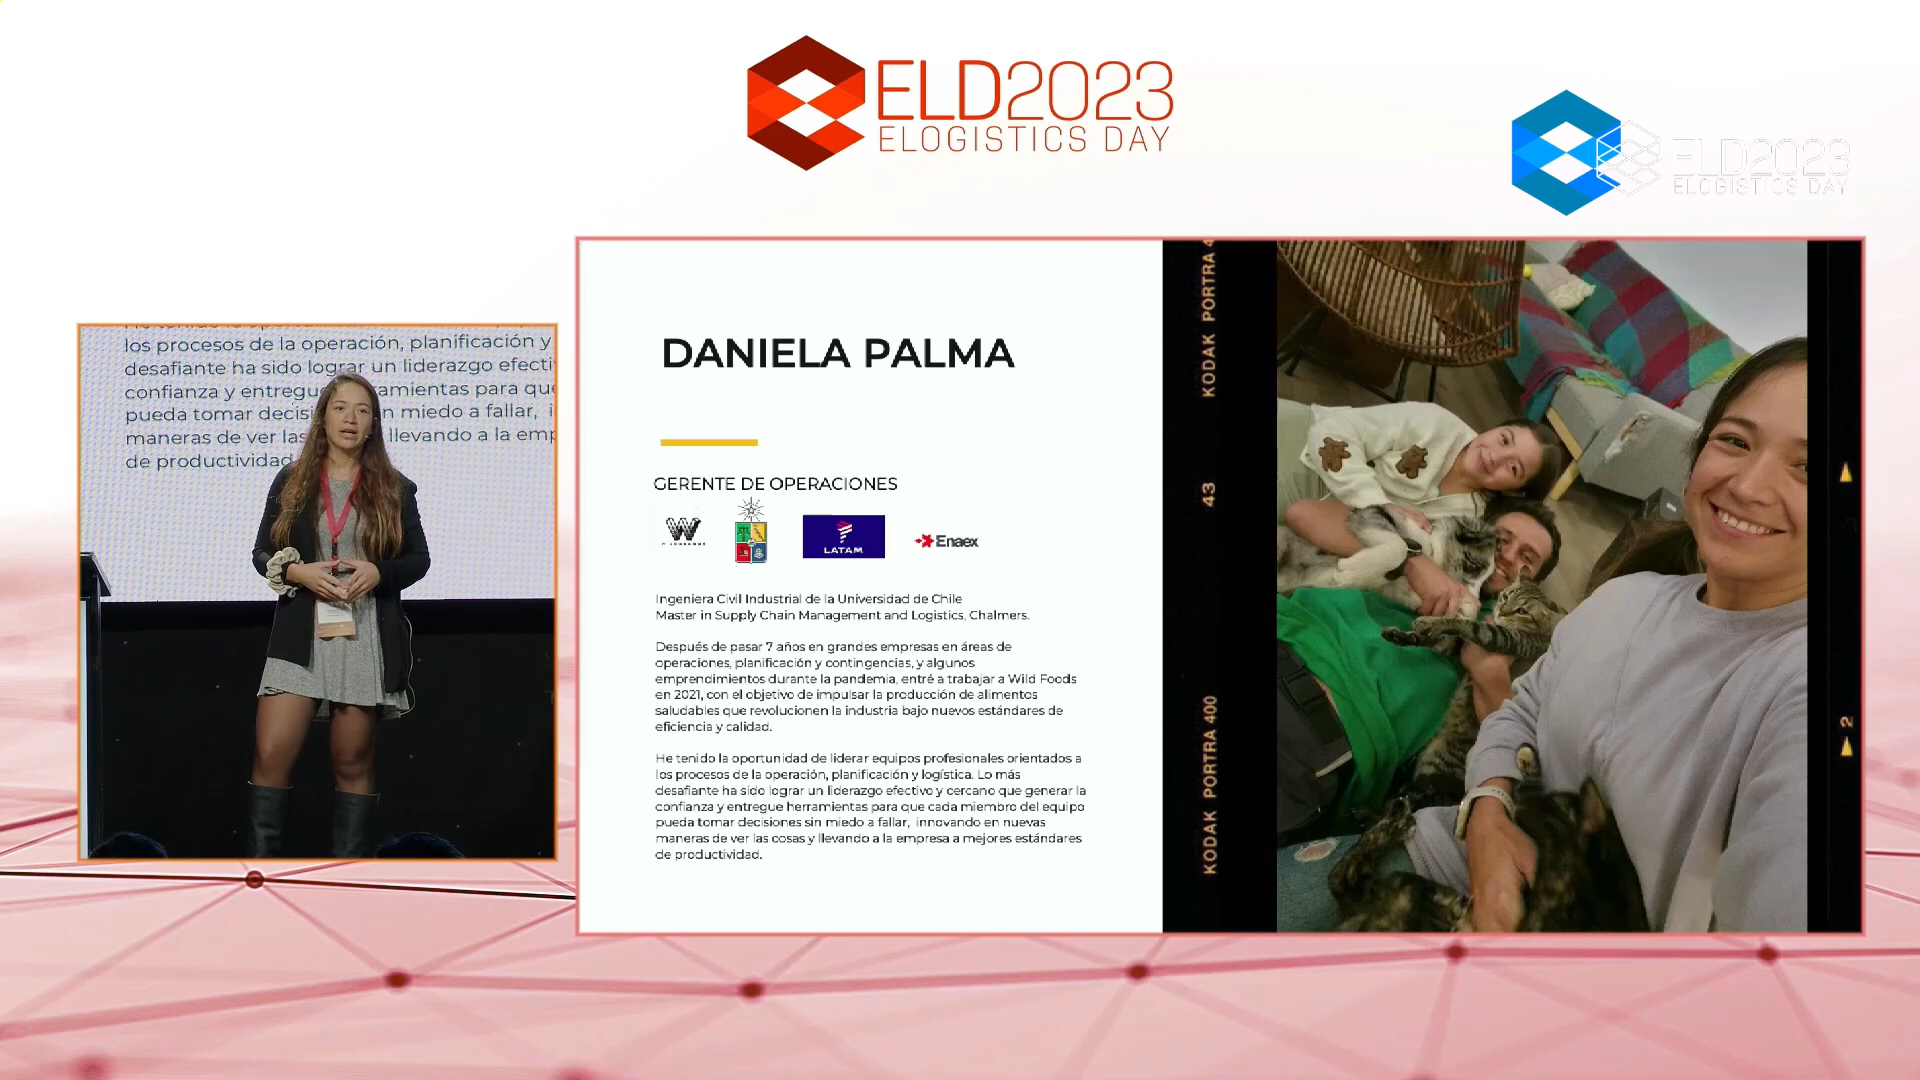 ELD2023
ELOGISTICS DAY
ELD2023
ELOGISTICS DAY
los procesos de la operación, planificación y
desafiante ha sido lograr un liderazgo efecti
confianza y entregu ramientas para que
pueda tomar decisi n miedo a fallar, i
maneras de ver las llevando a la emp
de productividad
DANIELA PALMA
GERENTE DE OPERACIONES
W
LATAM
Enaex
Ingeniera Civil Industrial de la Universidad de Chile
Master in Supply Chain Management and Logistics, Chalmers.
Después de pasar 7 años en grandes empresas en áreas de
operaciones, planificación y contingencias, y algunos
emprendimientos durante la pandemia, entré a trabajar a Wild Foods
en 2021, con el objetivo de impulsar la producción de alimentos
saludables que revolucionen la industria bajo nuevos estándares de
eficiencia y calidad.
He tenido la oportunidad de liderar equipos profesionales orientados a
los procesos de la operación, planificación y logística. Lo más
desafiante ha sido lograr un liderazgo efectivo y cercano que generar la
confianza y entregue herramientas para que cada miembro del equipo
pueda tomar decisiones sin miedo a fallar, innovando en nuevas
maneras de ver las cosas y llevando a la empresa a mejores estándares
de productividad.
KODAK PORTRA 4
43
KODAK PORTRA 400
2